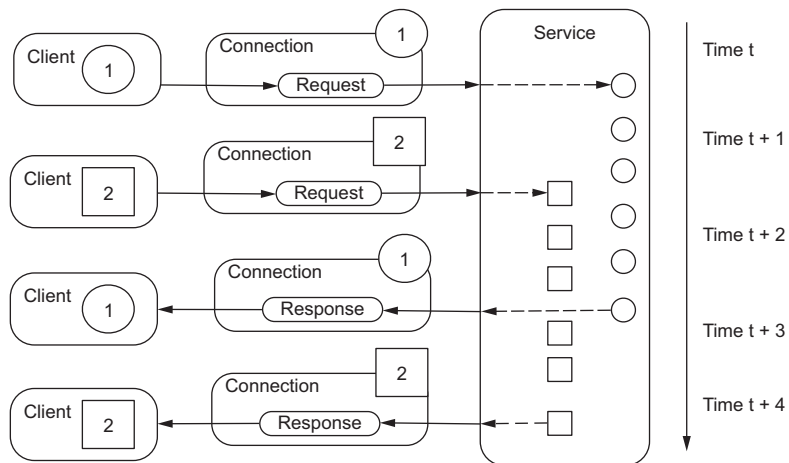 Client
1
Connection
1
Request
Service
Time t
Client
2
Connection
2
Request
Time t + 1
Client
1
Connection
1
Response
Time t + 2
Time t + 3
Client
2
Connection
2
Response
Time t + 4